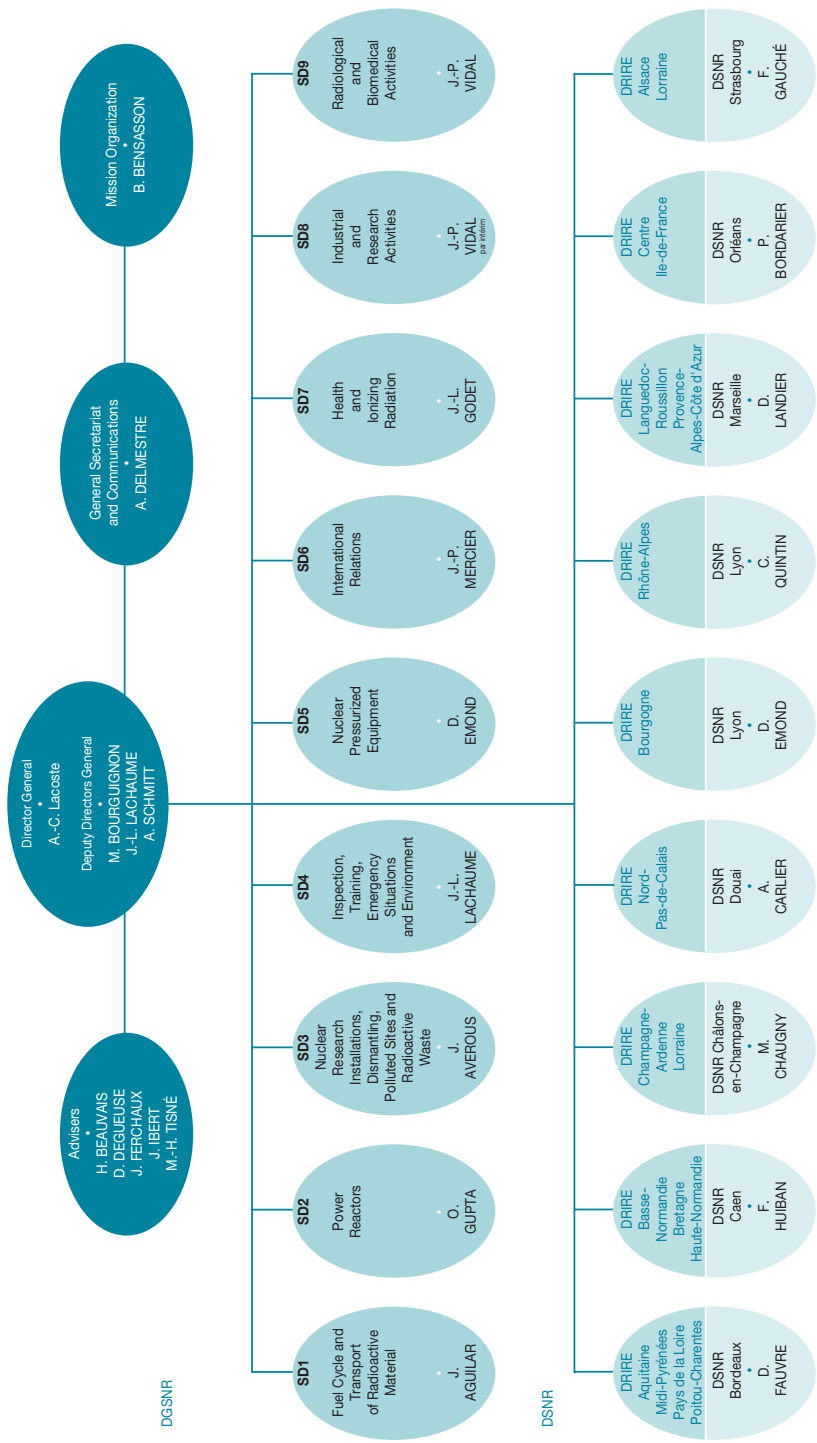 Director General
A.-C. Lacoste
Deputy Directors General
M. BOURGUIGNON
J.-L. LACHAUME
A. SCHMITT
Advisers
H. BEAUVAIS
D. DEGUEUSE
J. FERCHAUX
J. IBERT
M.-H. TISNÉ
General Secretariat
and Communications
A. DELMESTRE
Mission Organization
B. BENSASSON
DGSNR
SD1
Fuel Cycle and
Transport
of Radioactive
Material
J.
AGUILAR
SD2
Power
Reactors
O.
GUPTA
SD3
Nuclear
Research
Installations,
Dismanting,
Polluted Sites and
Radioactive
Waste
J.
AVEROUS
SD4
Inspection,
Training,
Emergency
Situations
and Environment
J.-L.
LACHAUME
SD5
Nuclear
Pressurized
Equipment
D.
EMOND
SD6
International
Relations
J.-P.
MERCIER
SD7
Health
and
Ionizing
Radiation
J.-L.
GODET
SD8
Industrial
and
Research
Activities
J.-P.
VIDAL
par intérim
SD9
Radiological
and
Biomedical
Activities
J.-P.
VIDAL
DSNR
DRIRE
Aquitaine
Midi-Pyrénées
Pays de la Loire
Poitou-Charentes
DSNR
Bordeaux
D.
FAUVRE
DRIRE
Basse-
Normandie
Bretagne
Haute-Normandie
DSNR
Caen
F.
HUIBAN
DRIRE
Champagne-
Ardenne
Lorraine
DSNR Châlons-
en-Champagne
M.
CHAUGNY
DRIRE
Nord-
Pas-de-Calais
DSNR
Douai
A.
CARLIER
DRIRE
Bourgogne
DSNR
Lyon
D.
EMOND
DRIRE
Rhône-Alpes
DSNR
Lyon
C.
QUINTIN
DRIRE
Languedoc-
Roussillon
Provence-
Alpes-Côte d'Azur
DSNR
Marseille
D.
LANDIER
DRIRE
Centre
Ile-de-France
DSNR
Orléans
P.
BORDARIER
DRIRE
Alsace
Lorraine
DSNR
Strasbourg
F.
GAUCHÉ